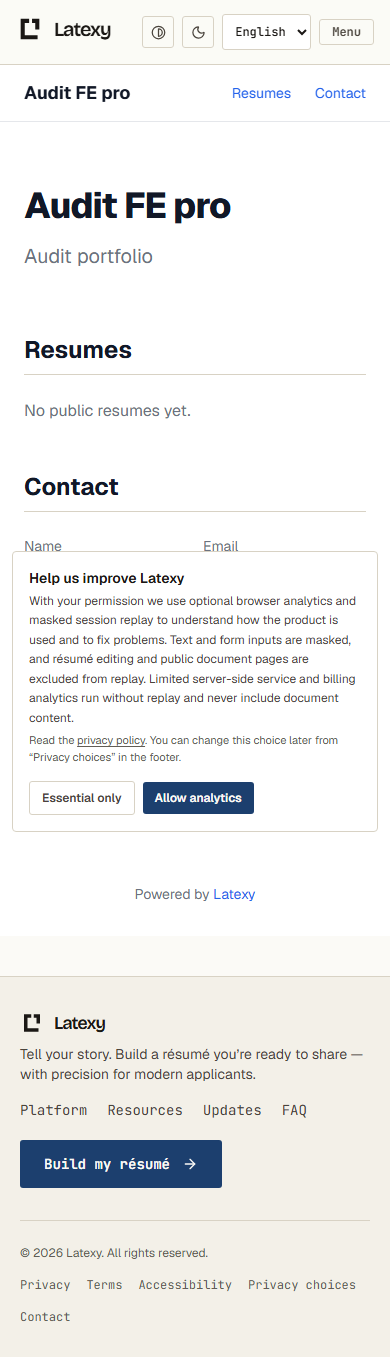 Latexy
English
Menu
Audit FE pro
Resumes
Contact
Audit FE pro
Audit portfolio
Resumes
No public resumes yet.
Contact
Name
Email
Help us improve Latexy
With your permission we use optional browser analytics and
masked session replay to understand how the product is
used and to fix problems. Text and form inputs are masked,
and résumé editing and public document pages are
excluded from replay. Limited server-side service and billing
analytics run without replay and never include document
content.
Read the privacy policy. You can change this choice later from
“Privacy choices” in the footer.
Essential only
Allow analytics
Powered by Latexy
Latexy
Tell your story. Build a résumé you’re ready to share —
with precision for modern applicants.
Platform
Resources
Updates
FAQ
Build my résumé →
© 2026 Latexy. All rights reserved.
Privacy
Terms
Accessibility
Privacy choices
Contact